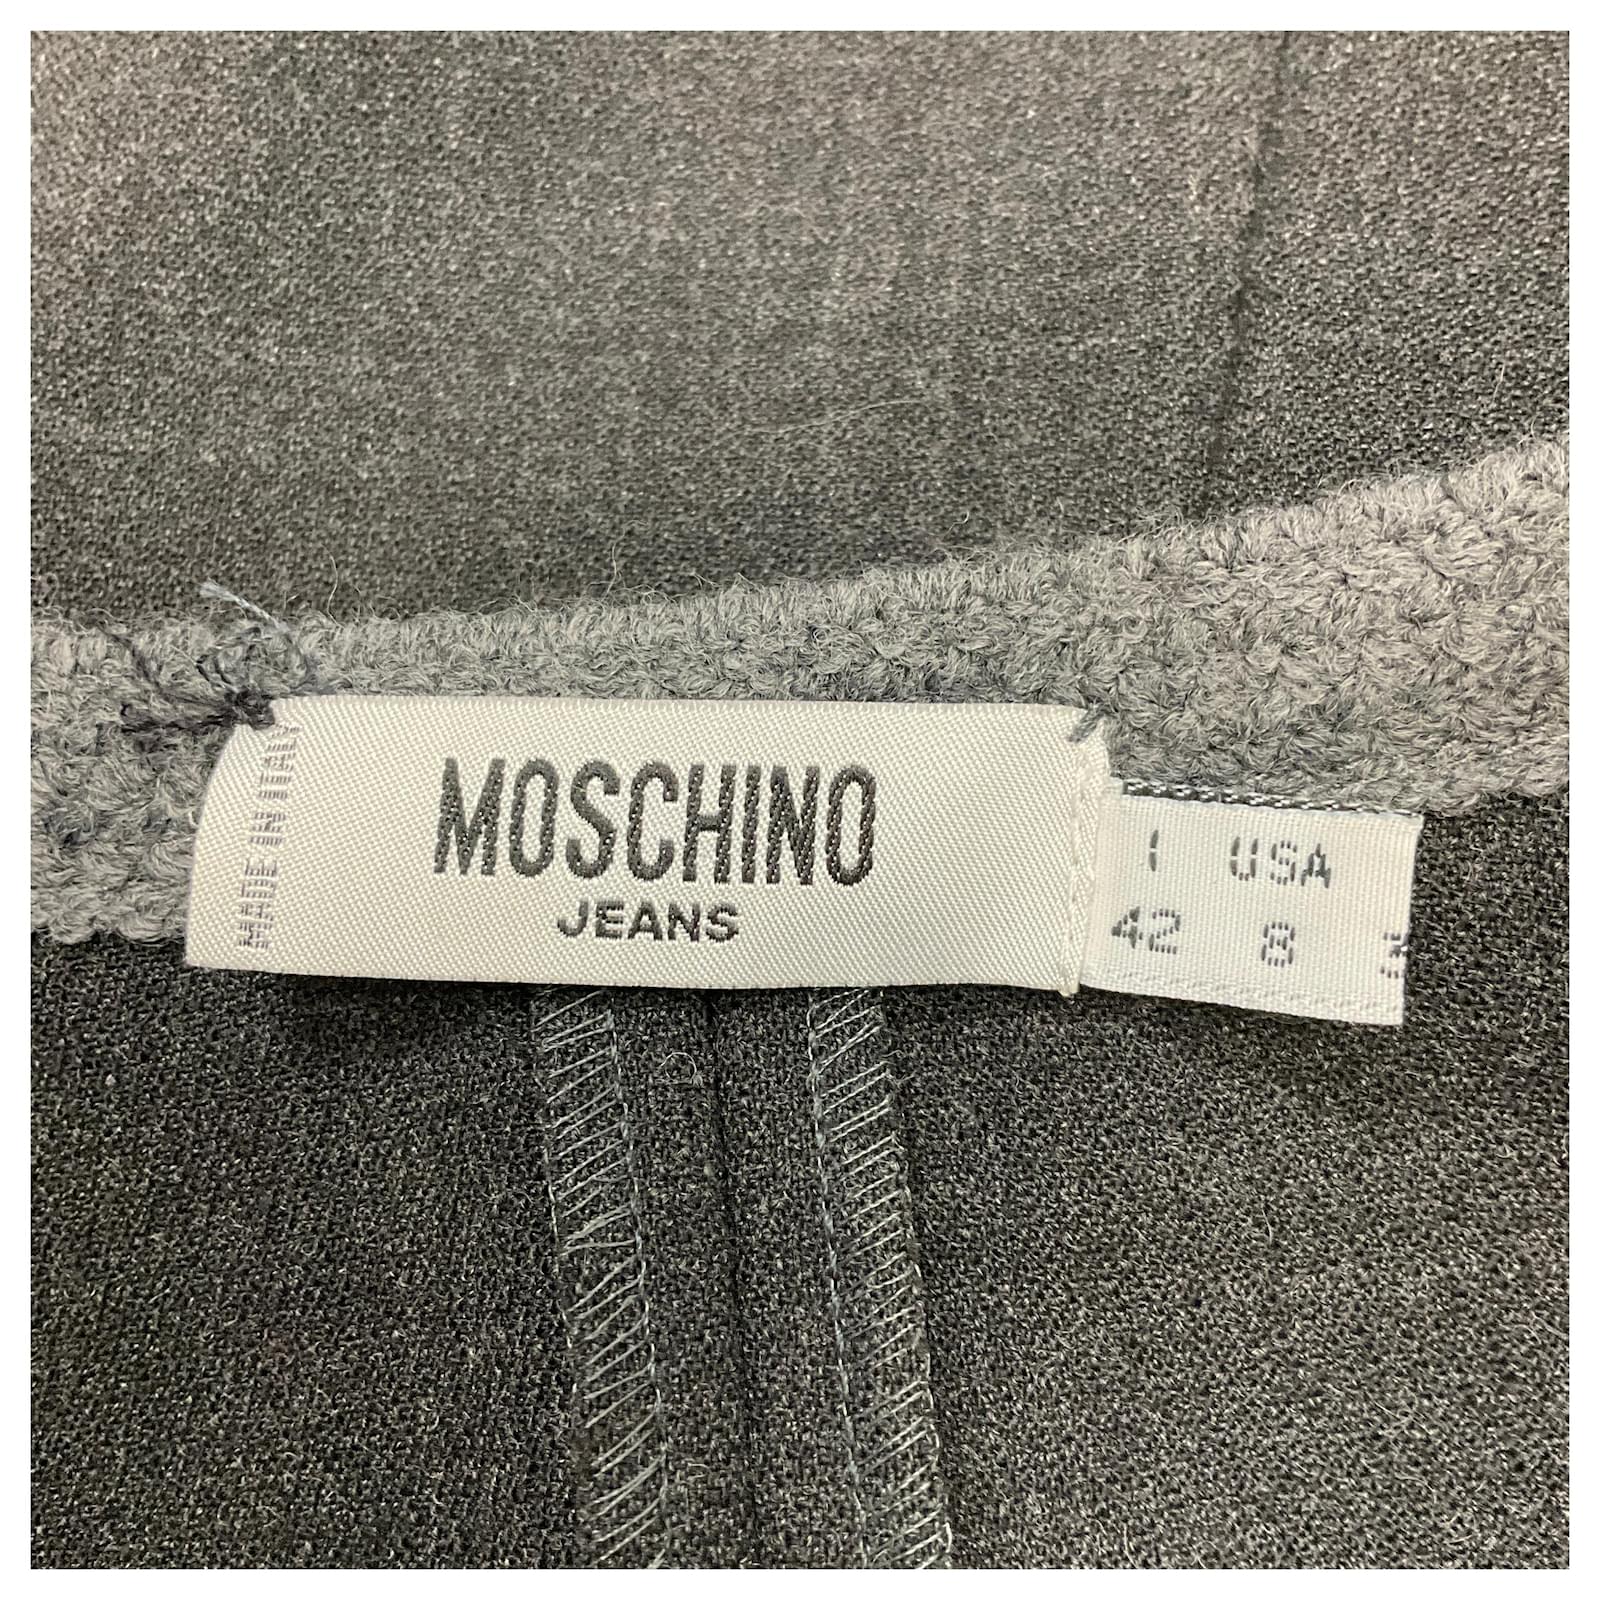 MADE IN ITALY
MOSCHINO
JEANS
I USA
42 8